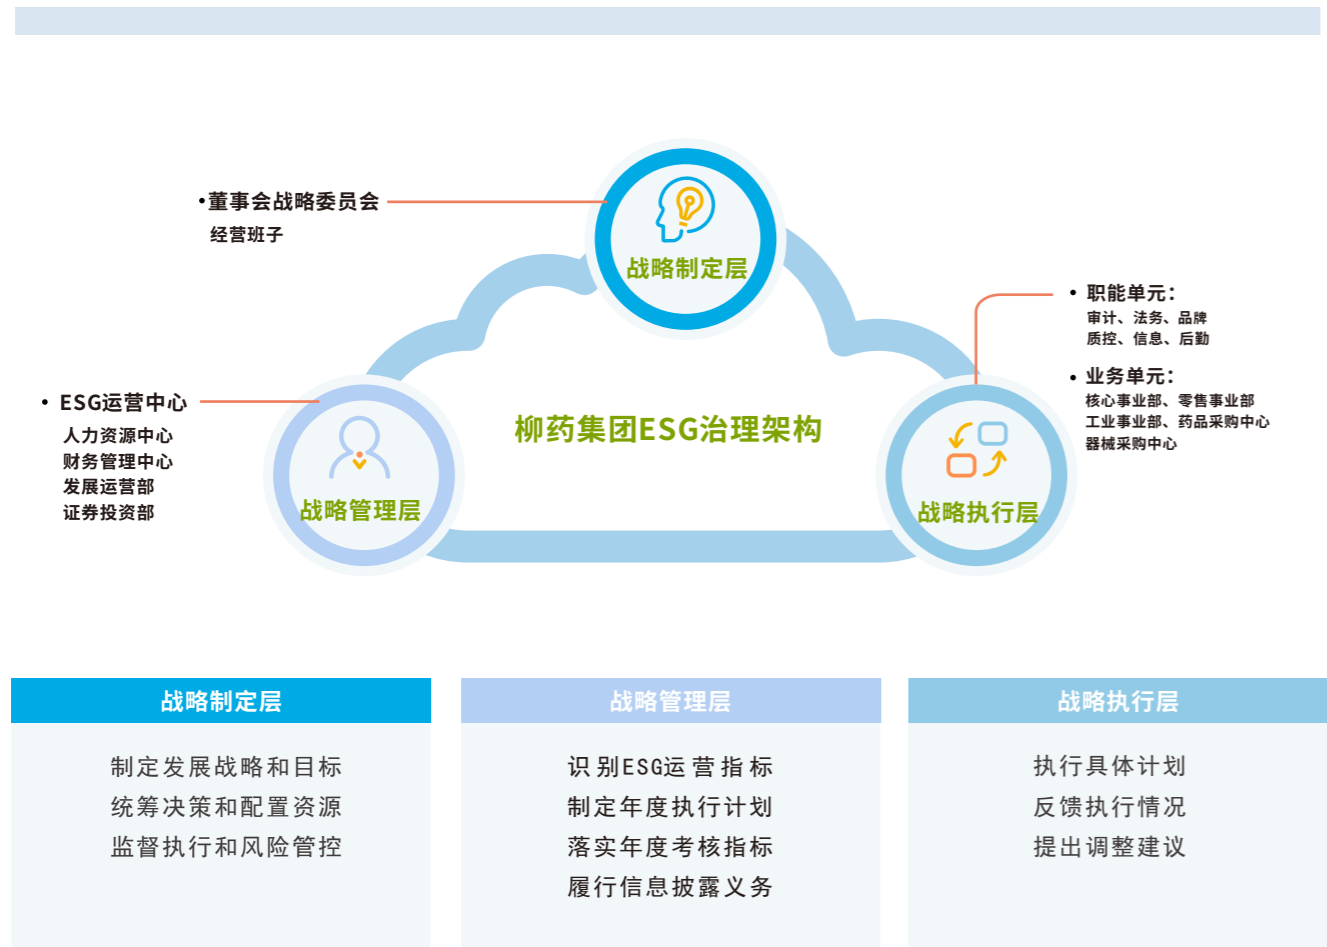 •董事会战略委员会
经营班子
战略制定层
• 职能单元：
审计、法务、品牌
质控、信息、后勤
• 业务单元：
核心事业部、零售事业部
工业事业部、药品采购中心
器械采购中心
• ESG运营中心
人力资源中心
财务管理中心
发展运营部
证券投资部
柳药集团ESG治理架构
战略管理层
战略执行层
战略制定层
制定发展战略和目标
统筹决策和配置资源
监督执行和风险管控
战略管理层
识别ESG运营指标
制定年度执行计划
落实年度考核指标
履行信息披露义务
战略执行层
执行具体计划
反馈执行情况
提出调整建议